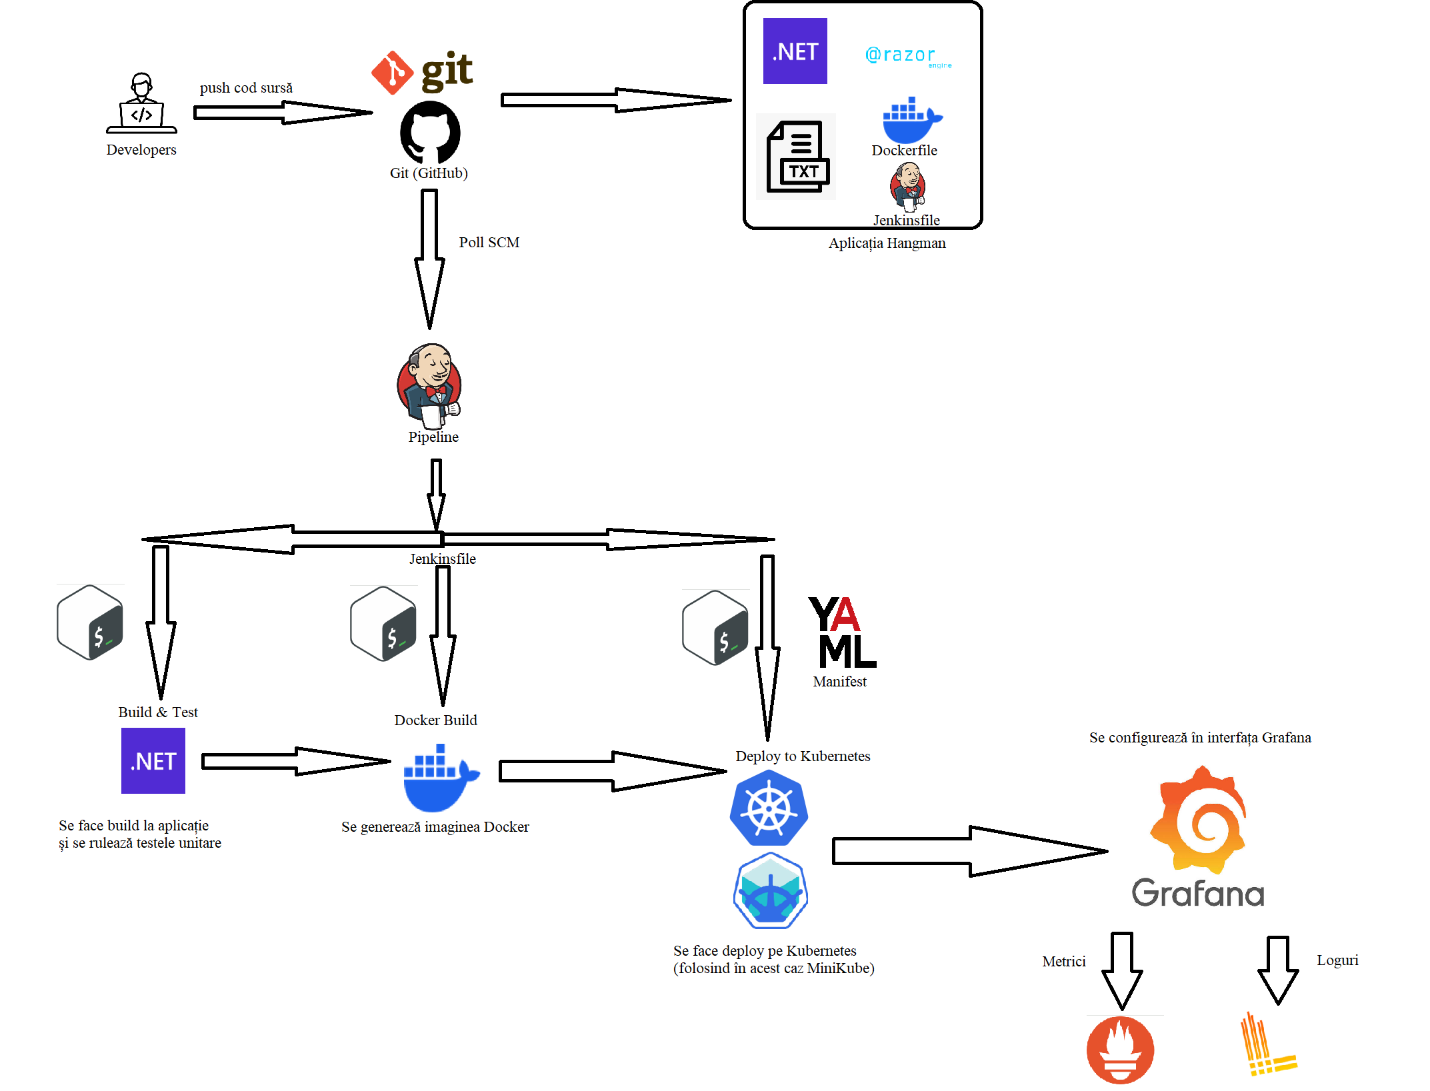 .NET
@razor
engine
git
push cod sursă
</>
Developers
Git (GitHub)
Dockerfile
TXT
Jenkinsfile
Aplicația Hangman
Poll SCM
Pipeline
Jenkinsfile
$_
$_
$_
YAML
Manifest
Build & Test
Docker Build
Deploy to Kubernetes
.NET
Se configurează în interfața Grafana
Se face build la aplicație
și se rulează testele unitare
Se generează imaginea Docker
Grafana
Se face deploy pe Kubernetes
(folosind în acest caz MiniKube)
Metrici
Loguri